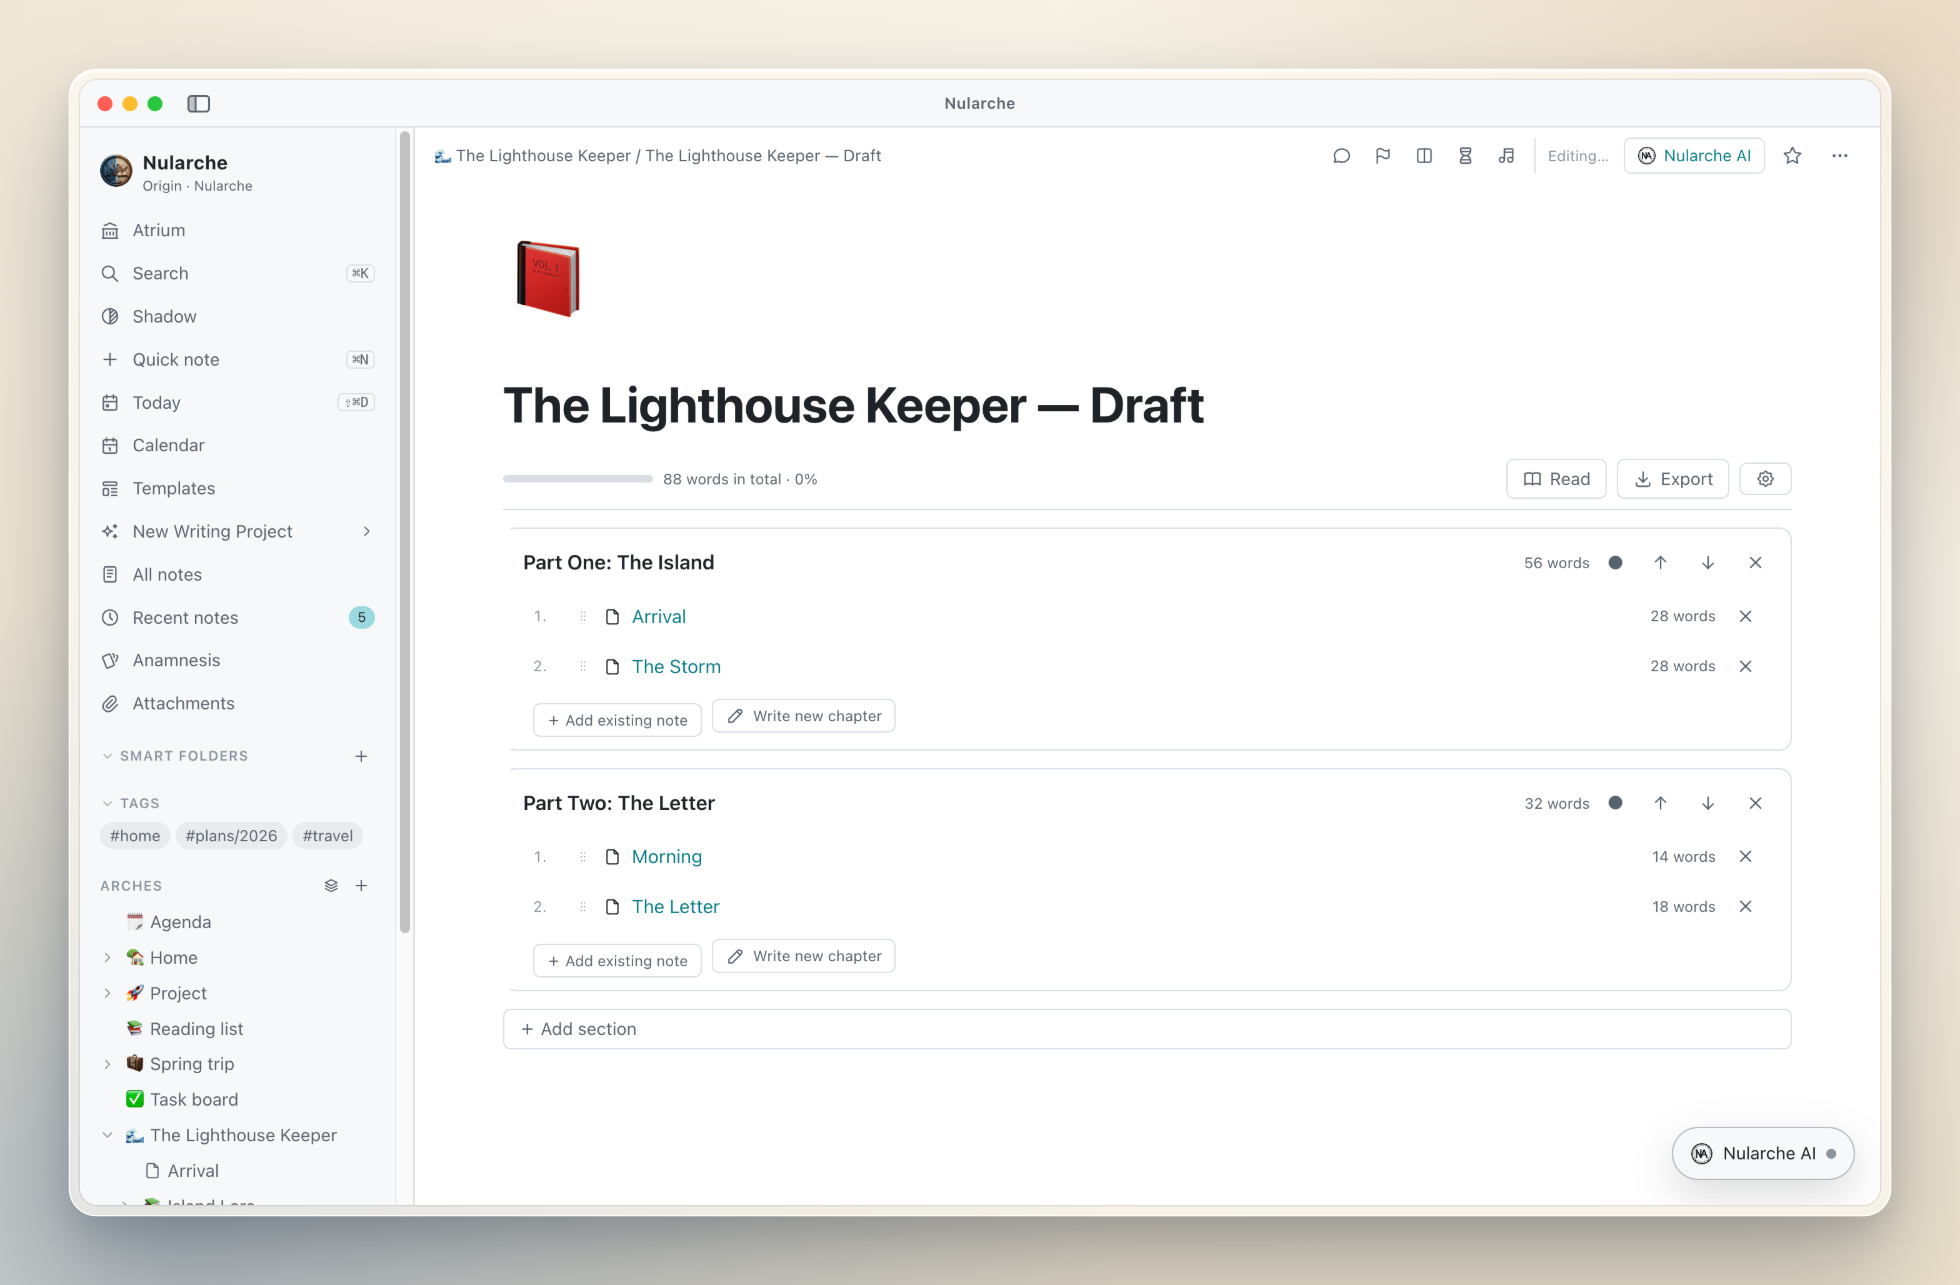 Nularche
Nularche
Origin · Nularche
Atrium
Search ⌘K
Shadow
Quick note ⌘N
Today ⇧⌘D
Calendar
Templates
New Writing Project
All notes
Recent notes 5
Anamnesis
Attachments
SMART FOLDERS
TAGS
#home #plans/2026 #travel
ARCHES
Agenda
Home
Project
Reading list
Spring trip
Task board
The Lighthouse Keeper
Arrival
Island Lore
The Lighthouse Keeper / The Lighthouse Keeper — Draft
Editing... Nularche AI
VOL. 1
The Lighthouse Keeper — Draft
88 words in total · 0% Read Export
Part One: The Island 56 words
1. Arrival 28 words
2. The Storm 28 words
+ Add existing note Write new chapter
Part Two: The Letter 32 words
1. Morning 14 words
2. The Letter 18 words
+ Add existing note Write new chapter
+ Add section
Nularche AI